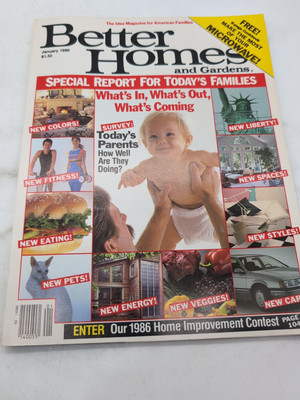 The Idea Magazine for American Families
Better
Homes
and Gardens.
January 1986
$1.50
FREE!
MAKE THE MOST
OF YOUR
MICROWAVE!
SPECIAL REPORT FOR TODAY'S FAMILIES
What's In, What's Out,
What's Coming
SURVEY!
Today's
Parents
How Well
Are They
Doing?
NEW COLORS!
NEW FITNESS!
NEW EATING!
NEW PETS!
NEW ENERGY!
NEW VEGGIES!
NEW LIBERTY!
NEW SPACES!
NEW STYLES!
NEW CAR
ENTER Our 1986 Home Improvement Contest PAGE
104